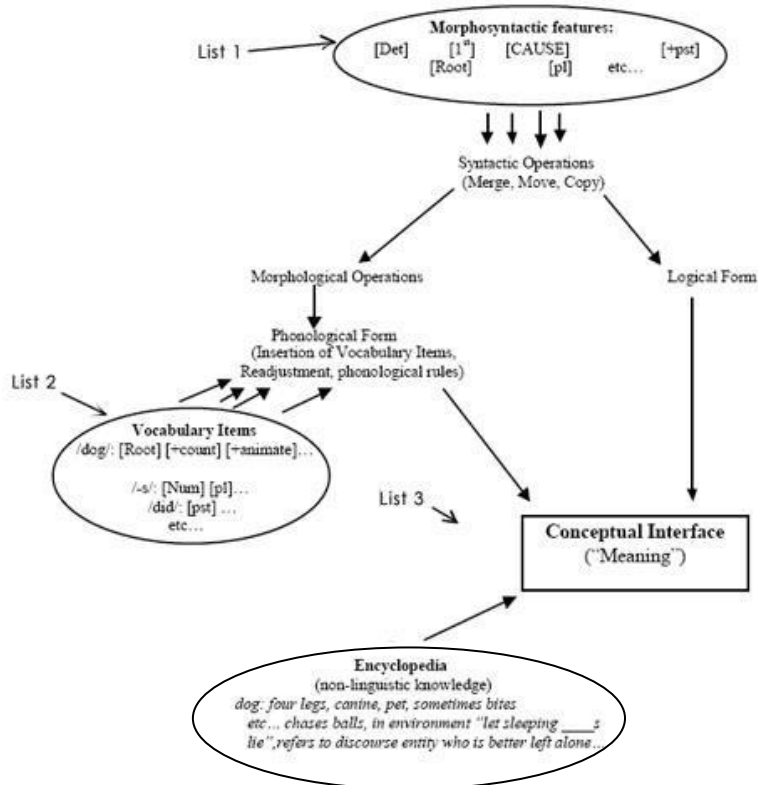 Morphosyntactic features:
List 1
[Det] [1st] [CAUSE] [+pst]
[Root] [pl] etc…
Syntactic Operations
(Merge, Move, Copy)
Morphological Operations
Logical Form
Phonological Form
(Insertion of Vocabulary Items,
Readjustment, phonological rules)
List 2
Vocabulary Items
/dog/: [Root] [+count] [+animate]…
/-s/: [Num] [pl]…
/did/: [pst] …
etc…
List 3
Conceptual Interface
(“Meaning”)
Encyclopedia
(non-linguistic knowledge)
dog: four legs, canine, pet, sometimes bites
etc… chases balls, in environment “let sleeping ____s
lie”,refers to discourse entity who is better left alone…